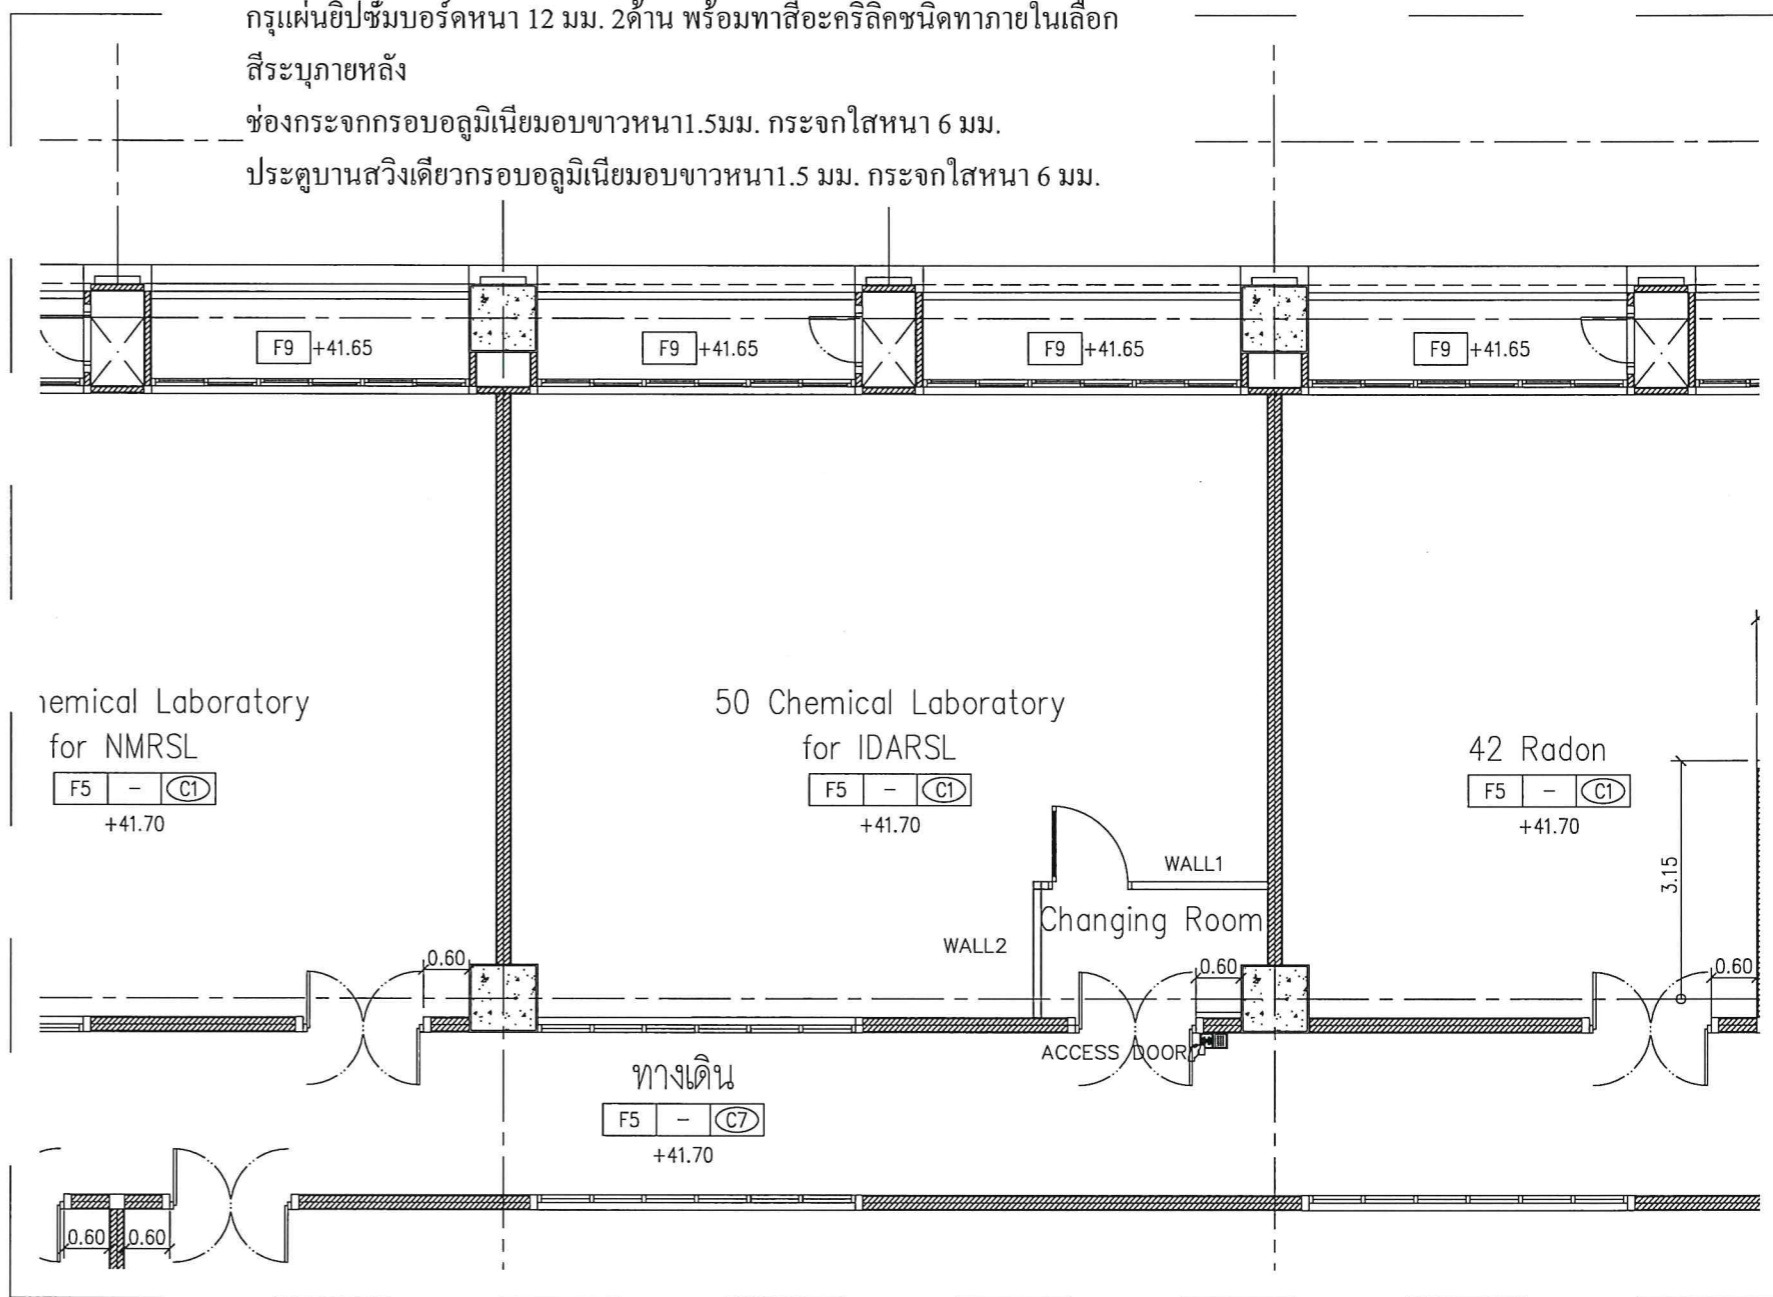 กรุแผ่นยิปซั่มบอร์ดหนา 12 มม. 2ด้าน พร้อมทาสีอะคริลิคชนิดทาภายในเลือก
สีระบุภายหลัง
ช่องกระจกกรอบอลูมิเนียมอบขาวหนา1.5มม. กระจกใสหนา 6 มม.
ประตูบานสวิงเดี่ยวกรอบอลูมิเนียมอบขาวหนา1.5 มม. กระจกใสหนา 6 มม.
F9 +41.65
F9 +41.65
F9 +41.65
F9 +41.65
hemical Laboratory
for NMRSL
F5 - C1
+41.70
50 Chemical Laboratory
for IDARSL
F5 - C1
+41.70
42 Radon
F5 - C1
+41.70
3.15
WALL1
Changing Room
WALL2
0.60
0.60
0.60
ACCESS DOOR
ทางเดิน
F5 - C7
+41.70
0.60
0.60